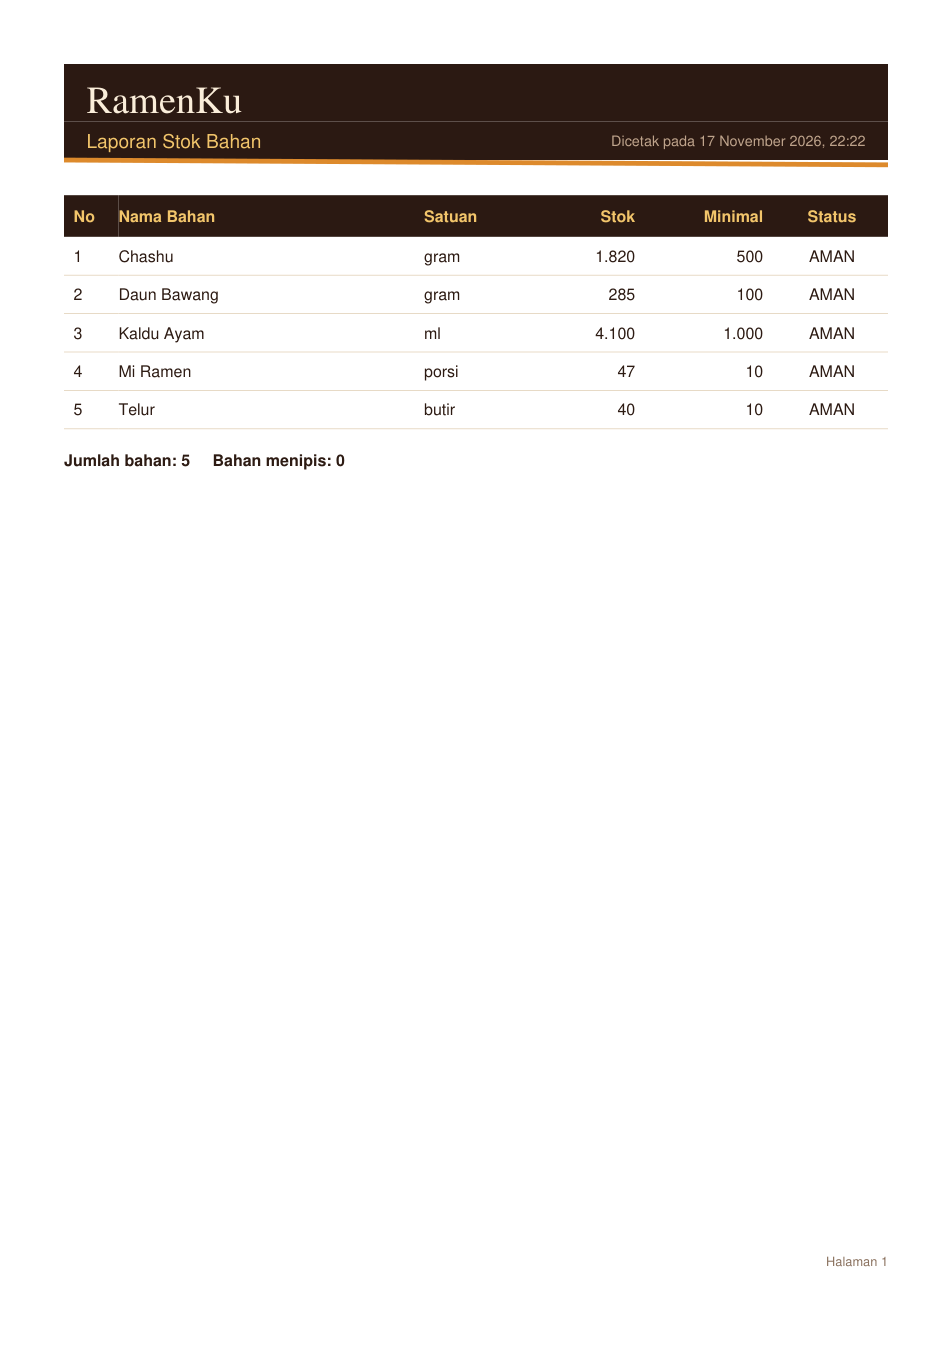 RamenKu
Laporan Stok Bahan Dicetak pada 17 November 2026, 22:22
No Nama Bahan Satuan Stok Minimal Status
1 Chashu gram 1.820 500 AMAN
2 Daun Bawang gram 285 100 AMAN
3 Kaldu Ayam ml 4.100 1.000 AMAN
4 Mi Ramen porsi 47 10 AMAN
5 Telur butir 40 10 AMAN
Jumlah bahan: 5 Bahan menipis: 0
Halaman 1